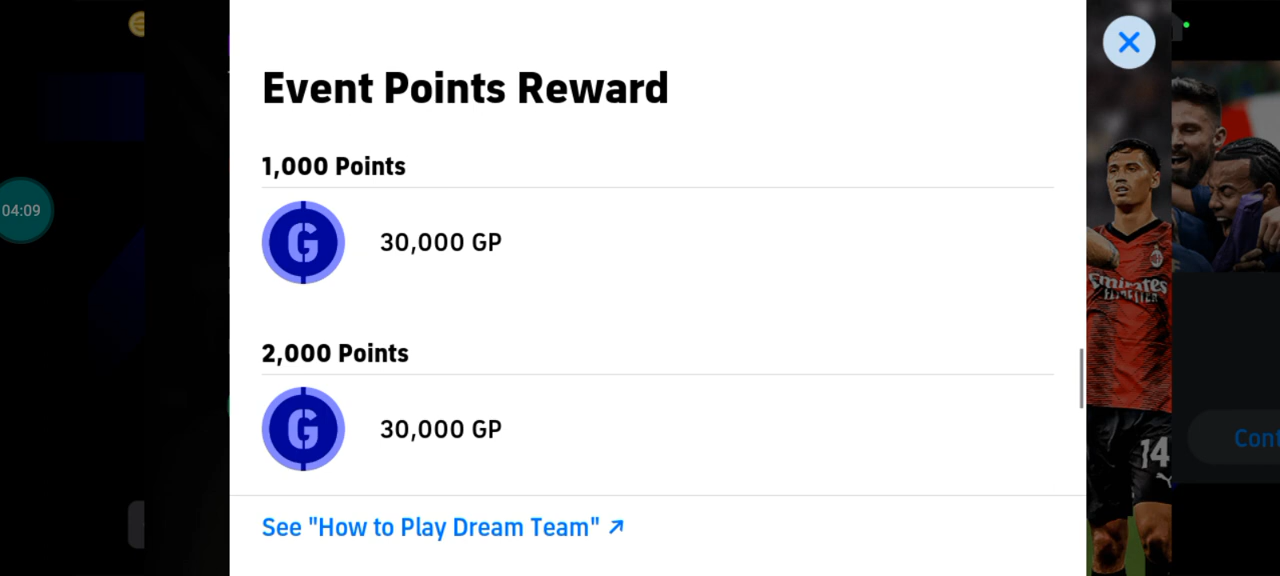 Event Points Reward
1,000 Points
30,000 GP
2,000 Points
30,000 GP
See "How to Play Dream Team" ↗
04:09
Emirates
14
Cont